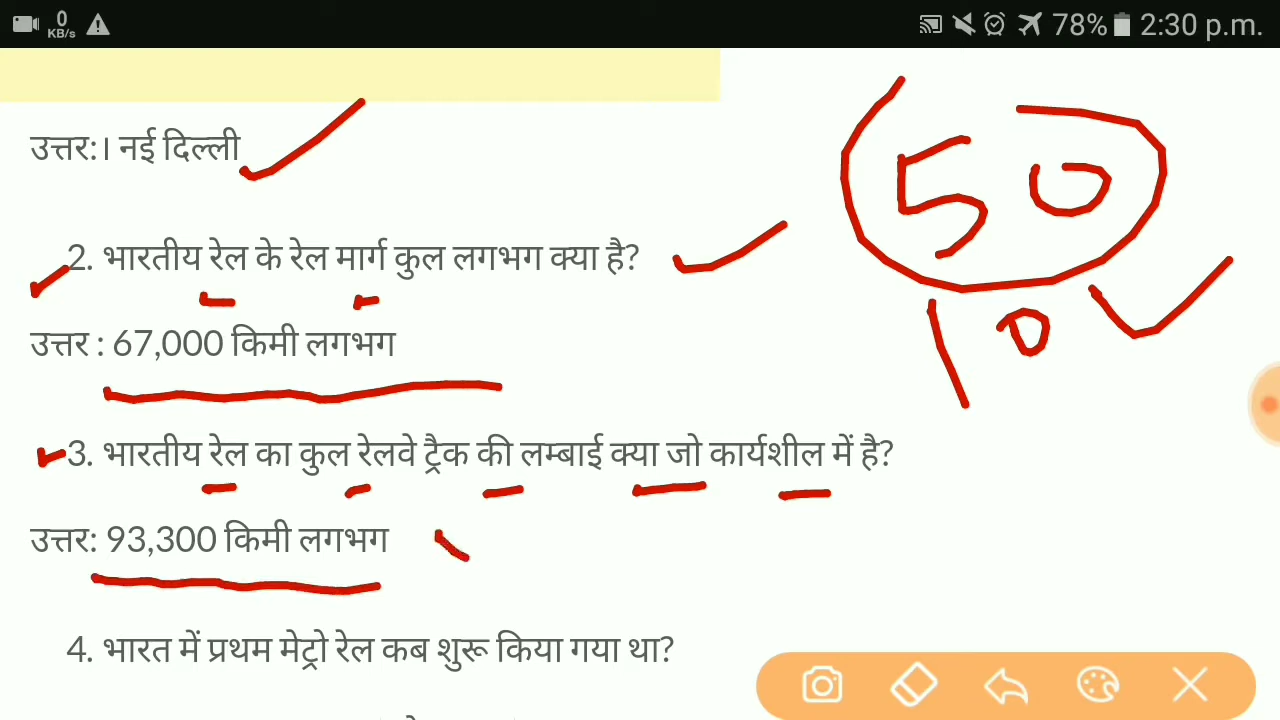 0 KB/s 78% 2:30 p.m.
उत्तर:। नई दिल्ली
50
2. भारतीय रेल के रेल मार्ग कुल लगभग क्या है?
10
उत्तर : 67,000 किमी लगभग
3. भारतीय रेल का कुल रेलवे ट्रैक की लम्बाई क्या जो कार्यशील में है?
उत्तर: 93,300 किमी लगभग
4. भारत में प्रथम मेट्रो रेल कब शुरू किया गया था?